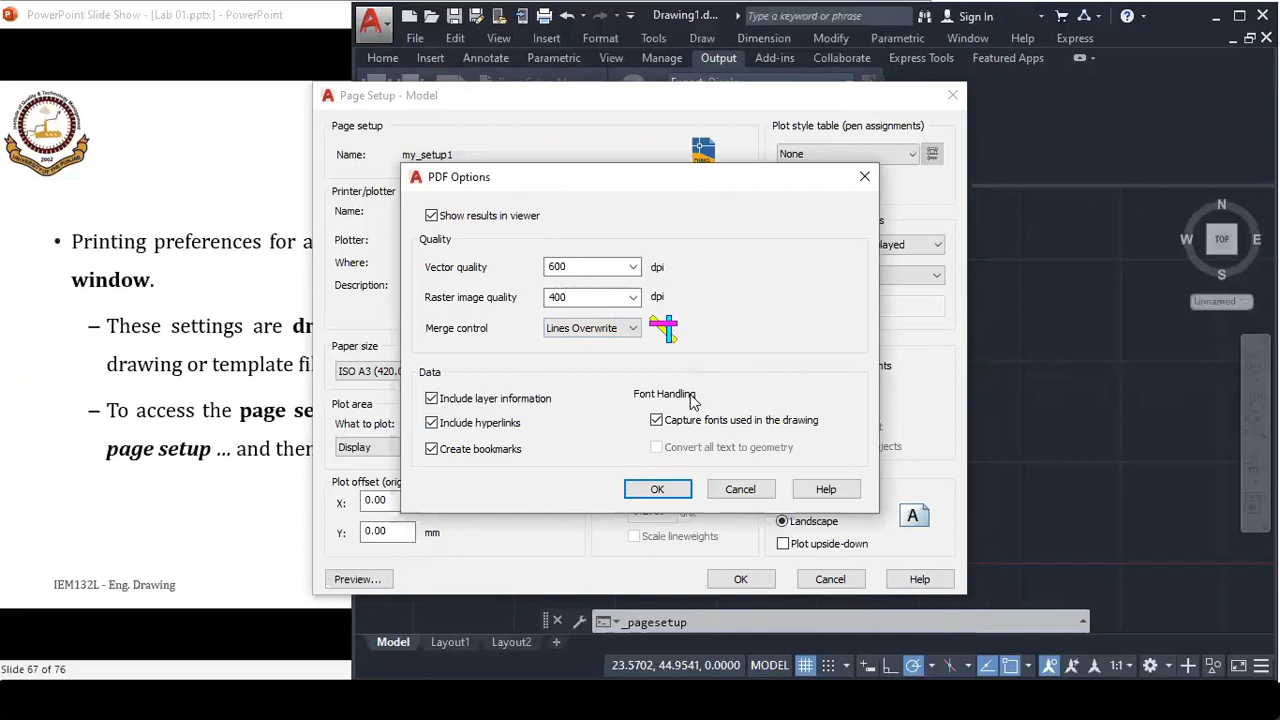 PowerPoint Slide Show - [Lab 01.pptx] - PowerPoint
2002
Printing preferences for a
window.
These settings are dr
drawing or template fil
To access the page se
page setup ... and then
IEM132L - Eng. Drawing
Slide 67 of 76
Drawing1.d...
Type a keyword or phrase
Sign In
File Edit View Insert Format Tools Draw Dimension Modify Parametric Window Help Express
Home Insert Annotate Parametric View Manage Output Add-ins Collaborate Express Tools Featured Apps
Page Setup - Model
Page setup
Name: my_setup1
DWG
Plot style table (pen assignments)
None
Printer/plotter
Name:
Plotter:
Where:
Description:
Paper size
ISO A3 (420.0
Plot area
What to plot:
Display
Plot offset (orig
X: 0.00
Y: 0.00 mm
Scale lineweights
Landscape
Plot upside-down
A
Preview...
OK Cancel Help
PDF Options
Show results in viewer
Quality
Vector quality 600 dpi
Raster image quality 400 dpi
Merge control Lines Overwrite
Data
Include layer information
Include hyperlinks
Create bookmarks
Font Handling
Capture fonts used in the drawing
Convert all text to geometry
OK Cancel Help
N
W TOP E
S
Unnamed
_pagesetup
Model Layout1 Layout2 +
23.5702, 44.9541, 0.0000 MODEL 1:1